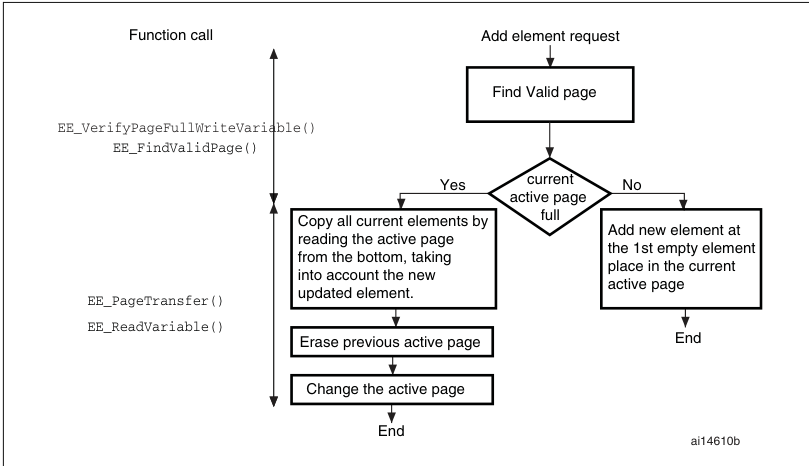 Function call
Add element request
Find Valid page
EE_VerifyPageFullWriteVariable()
EE_FindValidPage()
current
active page
full
Yes
No
Copy all current elements by
reading the active page
from the bottom, taking
into account the new
updated element.
Add new element at
the 1st empty element
place in the current
active page
EE_PageTransfer()
EE_ReadVariable()
End
Erase previous active page
Change the active page
End
ai14610b